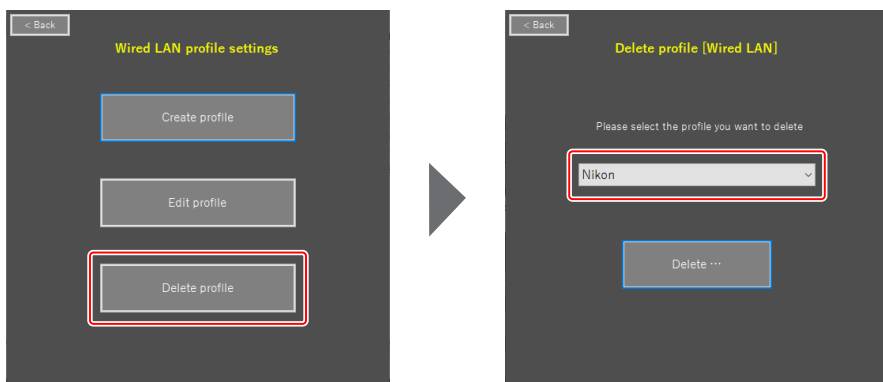 < Back
Wired LAN profile settings
Create profile
Edit profile
Delete profile
< Back
Delete profile [Wired LAN]
Please select the profile you want to delete
Nikon
Delete ⋯